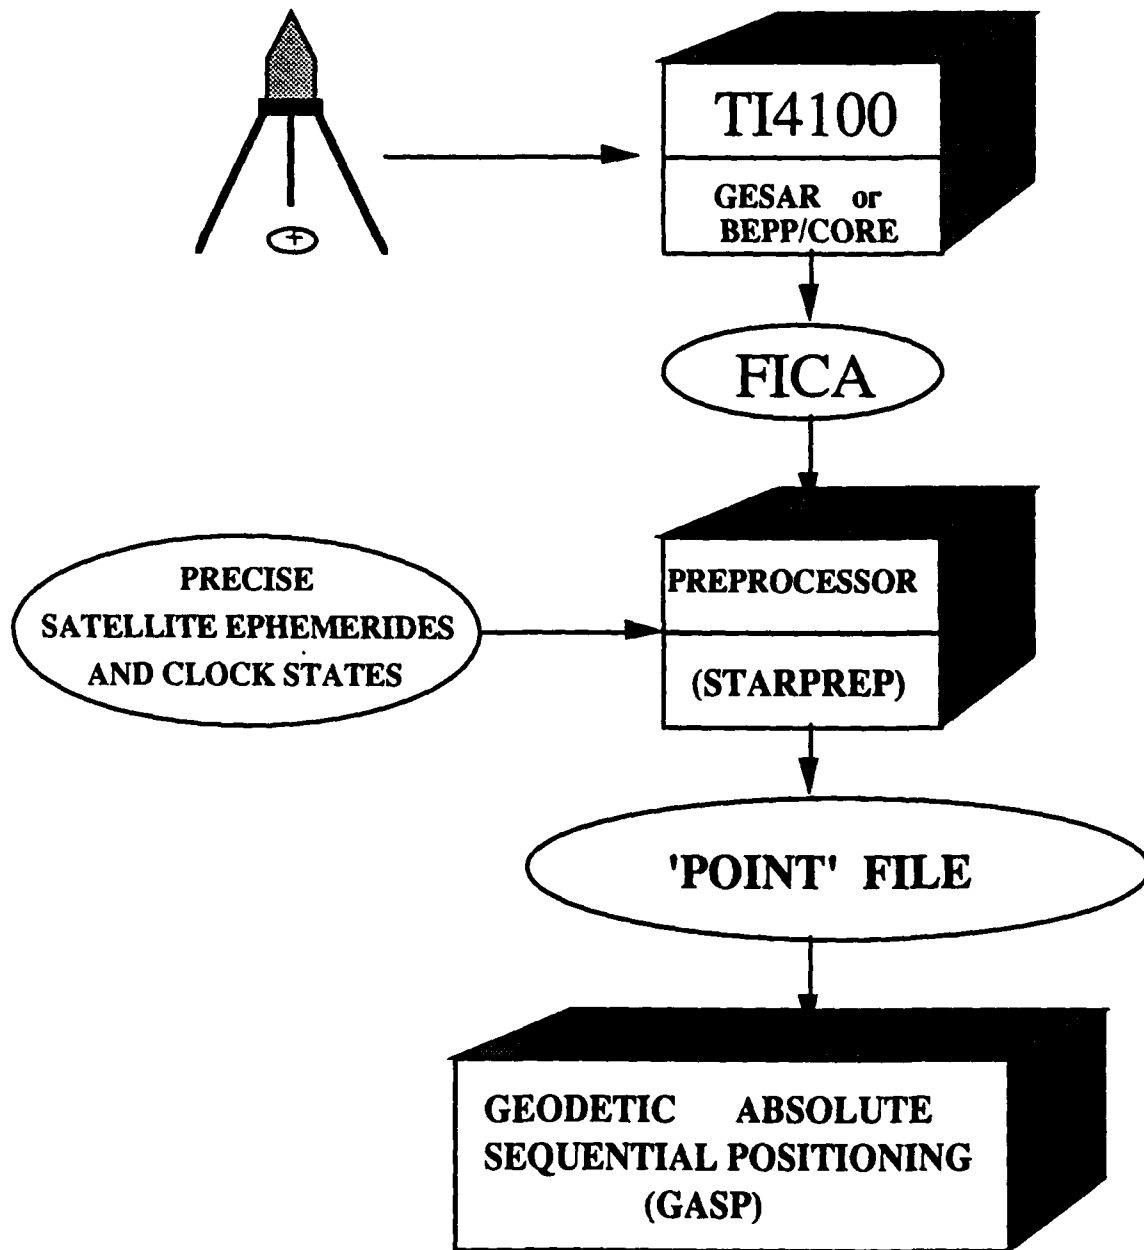 TI4100
GESAR or
BEPP/CORE
FICA
PRECISE
SATELLITE EPHEMERIDES
AND CLOCK STATES
PREPROCESSOR
(STARPREP)
'POINT' FILE
GEODETIC ABSOLUTE
SEQUENTIAL POSITIONING
(GASP)